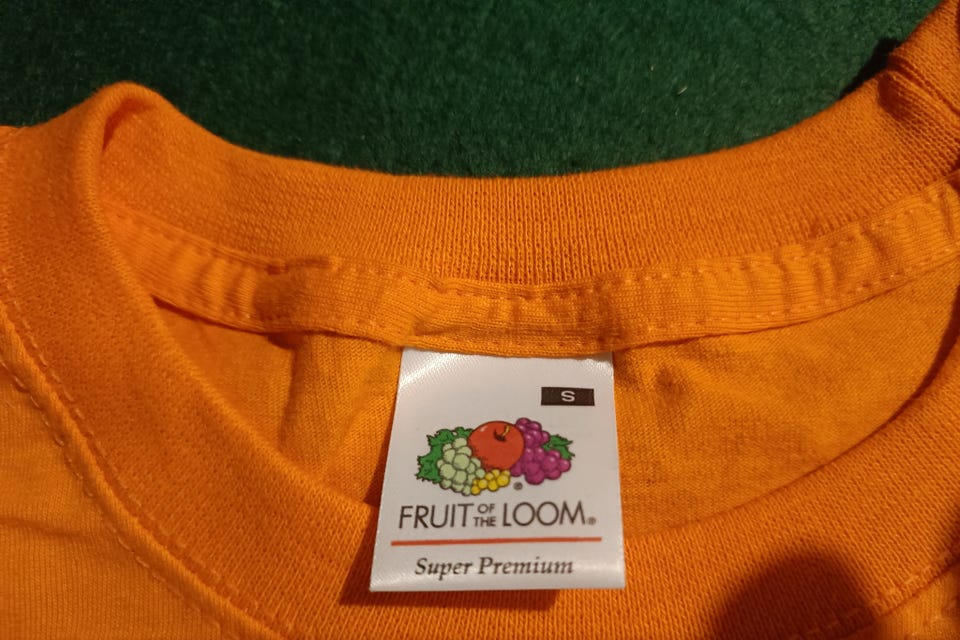 S
FRUIT OF THE LOOM®
Super Premium